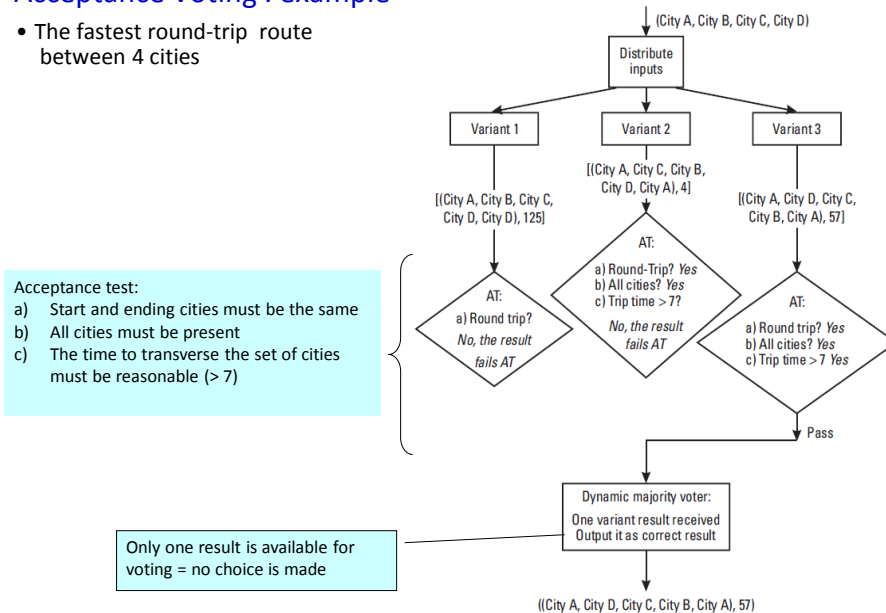 Acceptance Voting : example
• The fastest round-trip route
between 4 cities
(City A, City B, City C, City D)
Distribute
inputs
Variant 1
Variant 2
Variant 3
[(City A, City B, City C,
City D, City D), 125]
[(City A, City C, City B,
City D, City A), 4]
[(City A, City D, City C,
City B, City A), 57]
AT:
a) Round trip?
No, the result
fails AT
AT:
a) Round-Trip? Yes
b) All cities? Yes
c) Trip time > 7?
No, the result
fails AT
AT:
a) Round trip? Yes
b) All cities? Yes
c) Trip time > 7 Yes
Pass
Acceptance test:
a) Start and ending cities must be the same
b) All cities must be present
c) The time to transverse the set of cities
must be reasonable (> 7)
Dynamic majority voter:
One variant result received
Output it as correct result
Only one result is available for
voting = no choice is made
((City A, City D, City C, City B, City A), 57)